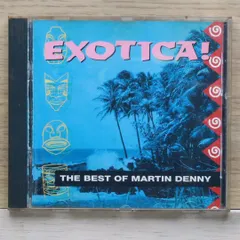 EXOTICA!
THE BEST OF MARTIN DENNY